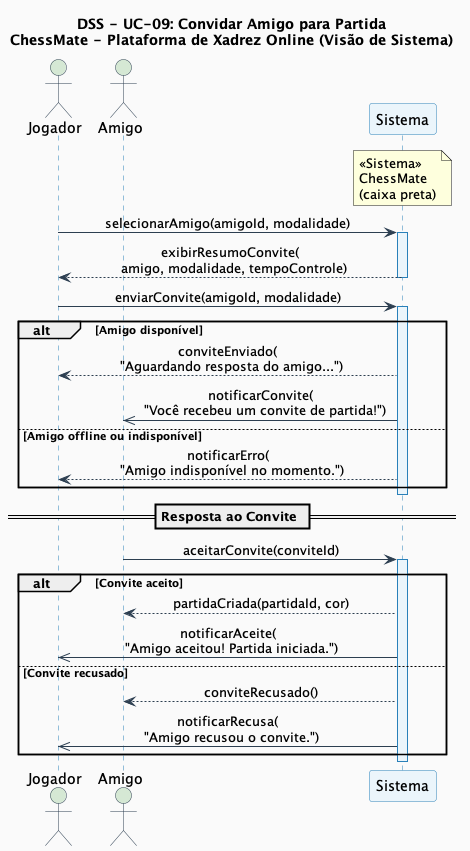 DSS - UC-09: Convidar Amigo para Partida
ChessMate - Plataforma de Xadrez Online (Visão de Sistema)
Jogador
Amigo
Sistema
«Sistema»
ChessMate
(caixa preta)
selecionarAmigo(amigoId, modalidade)
exibirResumoConvite(
amigo, modalidade, tempoControle)
enviarConvite(amigoId, modalidade)
alt
[Amigo disponível]
conviteEnviado(
"Aguardando resposta do amigo...")
notificarConvite(
"Você recebeu um convite de partida!")
[Amigo offline ou indisponível]
notificarErro(
"Amigo indisponível no momento.")
Resposta ao Convite
aceitarConvite(conviteId)
alt
[Convite aceito]
partidaCriada(partidaId, cor)
notificarAceite(
"Amigo aceitou! Partida iniciada.")
[Convite recusado]
conviteRecusado()
notificarRecusa(
"Amigo recusou o convite.")
Jogador
Amigo
Sistema